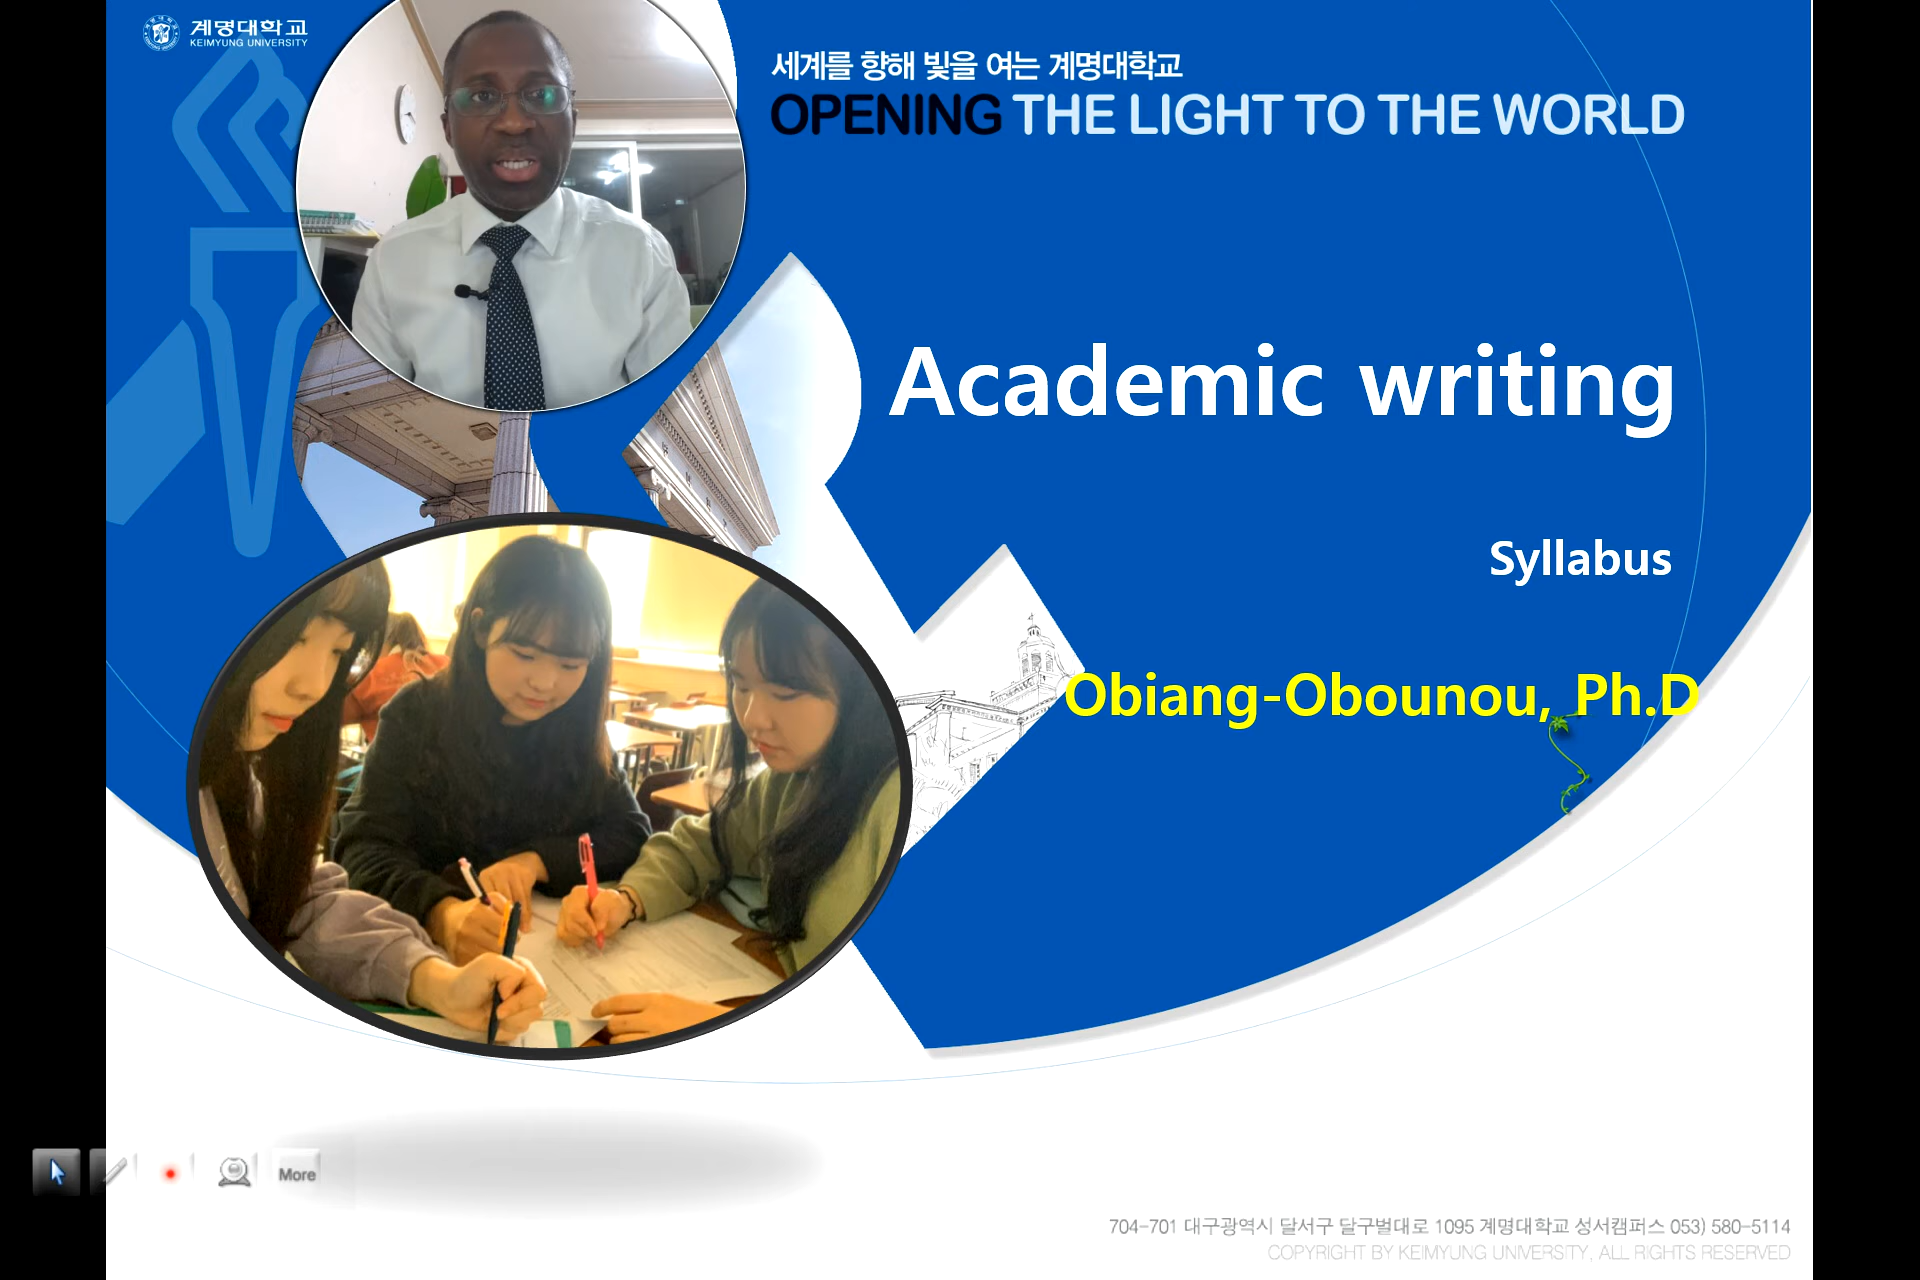 계명대학교
KEIMYUNG UNIVERSITY
세계를 향해 빛을 여는 계명대학교
OPENING THE LIGHT TO THE WORLD
Academic writing
Syllabus
Obiang-Obounou, Ph.D
More
704-701 대구광역시 달서구 달구벌대로 1095 계명대학교 성서캠퍼스 053) 580-5114
COPYRIGHT BY KEIMYUNG UNIVERSITY, ALL RIGHTS RESERVED